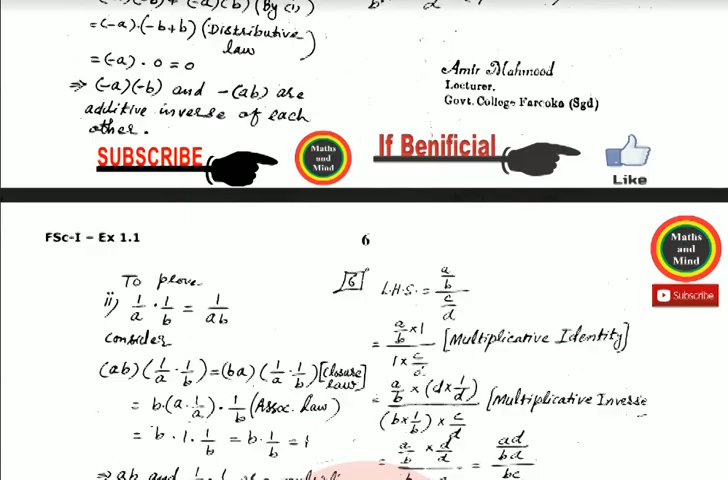 = (-a)·(-b+b) (Distributive
law)
= (-a)·0 = 0
⇒ (-a)(-b) and -(ab) are
additive inverse of each
other.
Amir Mahmood
Lecturer.
Govt. College Farooka (Sgd)
SUBSCRIBE
Maths
and
Mind
If Benificial
Like
FSc-I – Ex 1.1
6
Maths
and
Mind
Subscribe
To prove
ii) 1/a · 1/b = 1/ab
consider
(ab)(1/a · 1/b) = (ba)(1/a · 1/b) [closure
law]
= b·(a·1/a)·1/b (Assoc. Law)
= b·1·1/b = b·1/b = 1
⇒ ab and
6
L.H.S. = (a/b)/(c/d)
= (a/b × 1)/(1 × c/d) [Multiplicative Identity]
= (a/b × (d × 1/d))/((b × 1/b) × c/d) [Multiplicative Inverse
= a/b × d/d = ad/bd
bc